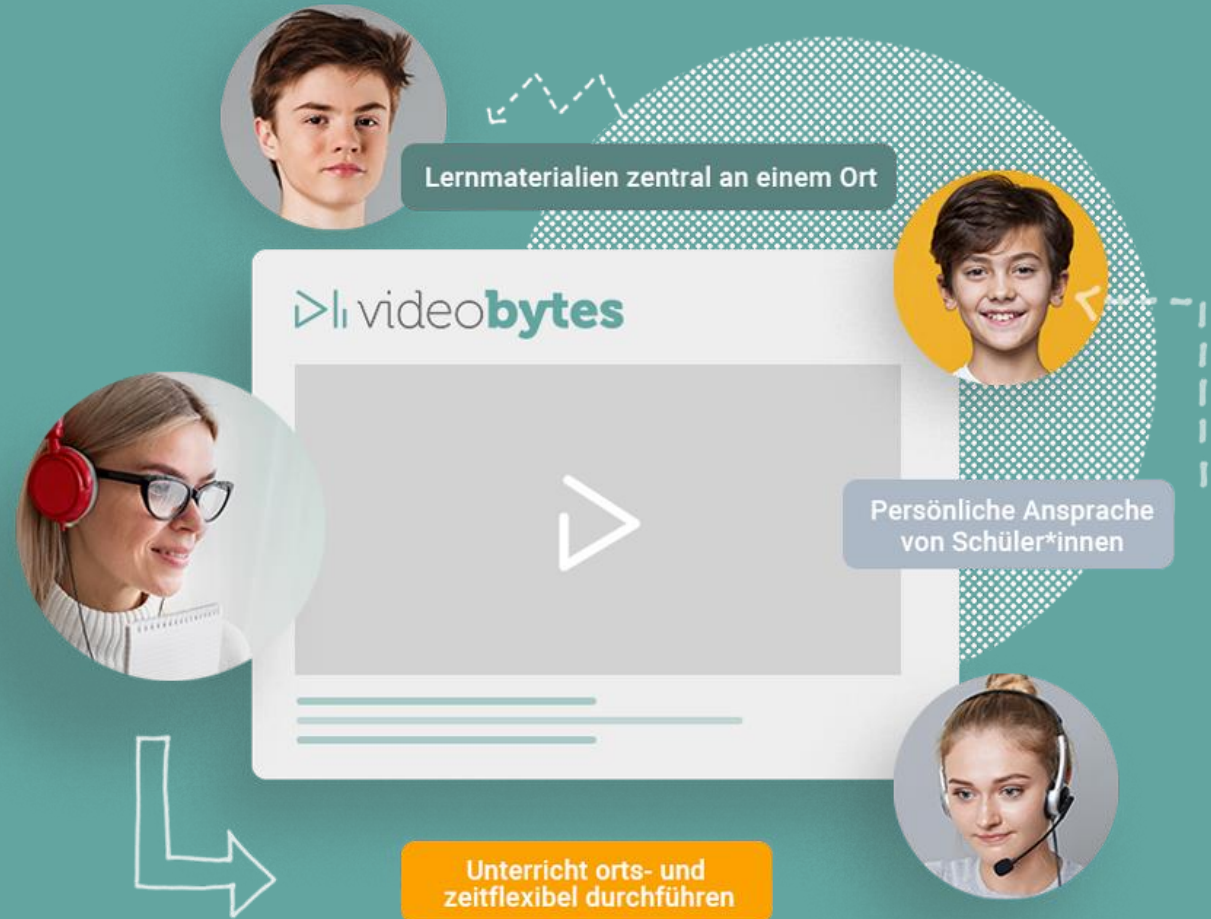 Lernmaterialien zentral an einem Ort
videobytes
Persönliche Ansprache
von Schüler*innen
Unterricht orts- und
zeitflexibel durchführen